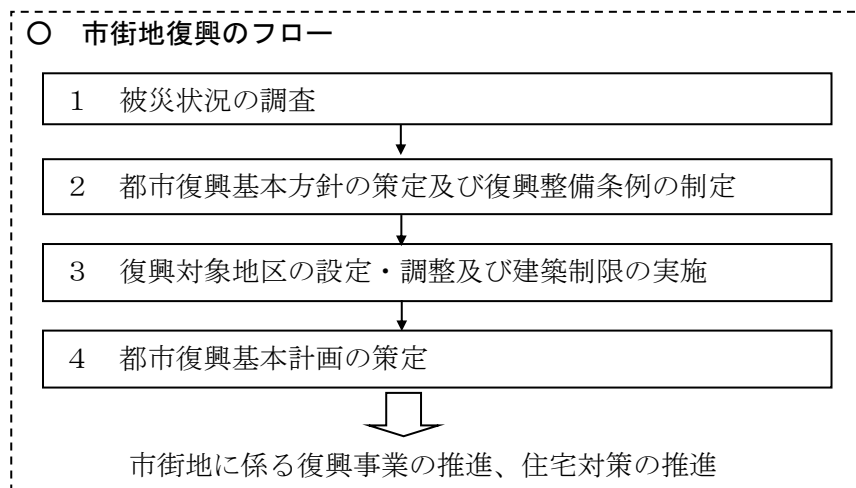 ○　市街地復興のフロー
１　被災状況の調査
２　都市復興基本方針の策定及び復興整備条例の制定
３　復興対象地区の設定・調整及び建築制限の実施
４　都市復興基本計画の策定
市街地に係る復興事業の推進、住宅対策の推進